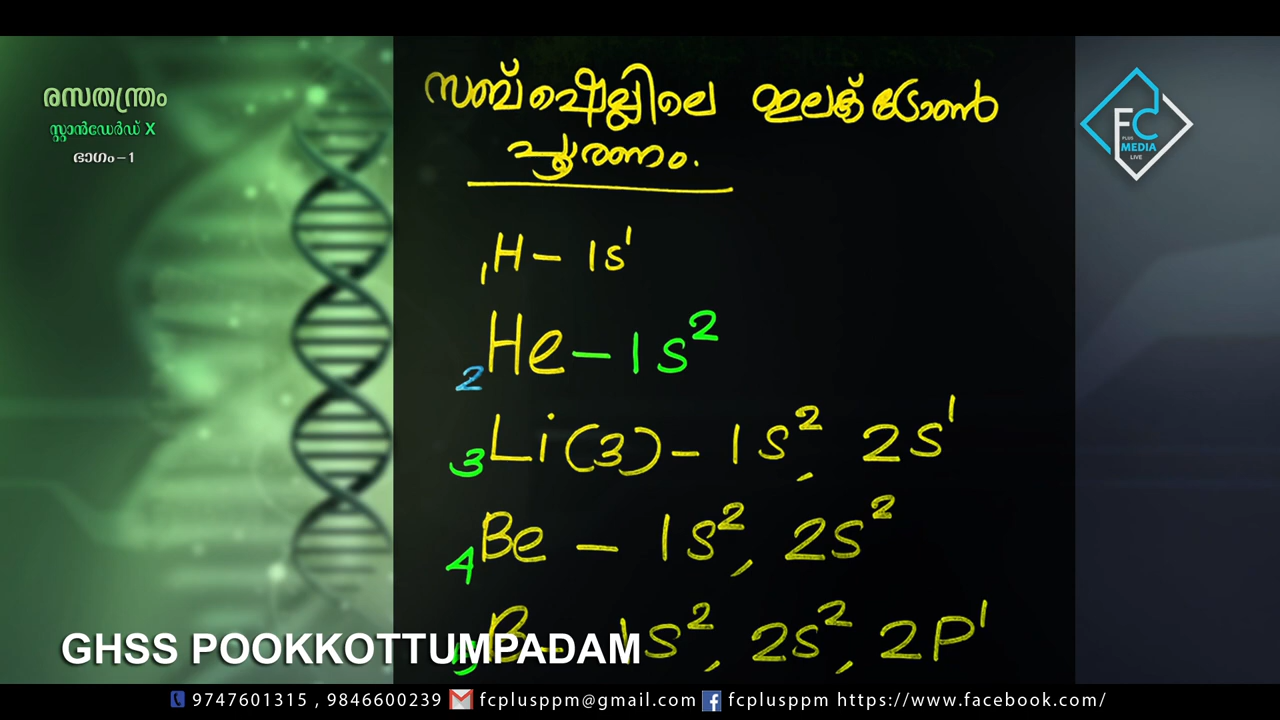 രസതന്ത്രം
സ്റ്റാൻഡേർഡ് X
ഭാഗം-1
സബ്ഷെല്ലിലെ ഇലക്ട്രോൺ
പൂരണം.
FC
PLUS
MEDIA
LIVE
₁H – 1s¹
₂He – 1s²
₃Li(3) – 1s², 2s¹
₄Be – 1s², 2s²
₅B – 1s², 2s², 2P¹
GHSS POOKKOTTUMPADAM
9747601315 , 9846600239 fcplusppm@gmail.com fcplusppm https://www.facebook.com/